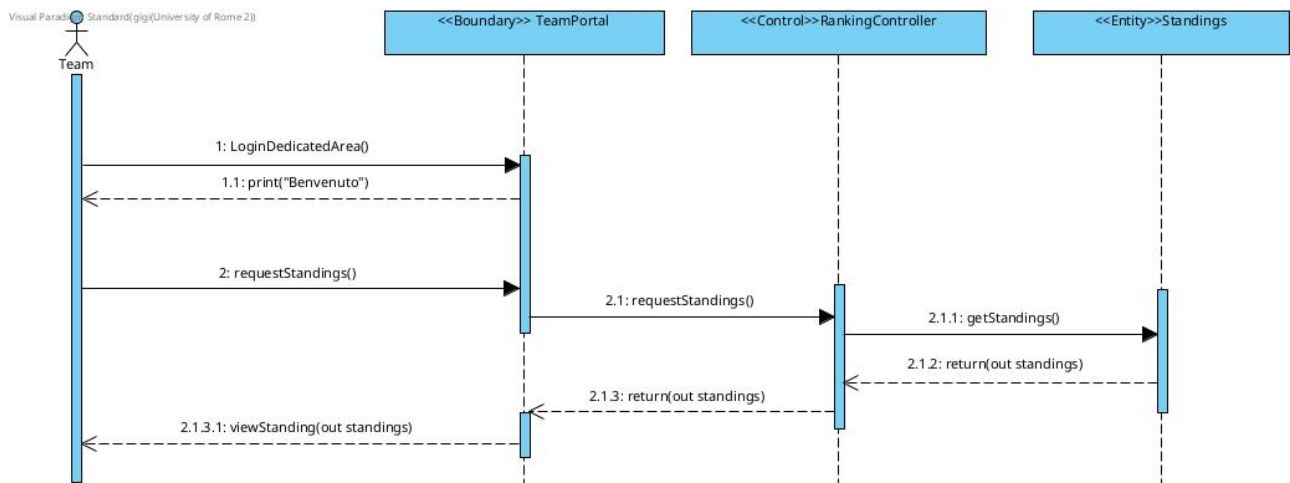 Visual Paradigm Standard(gigi(University of Rome 2))
Team
<<Boundary>> TeamPortal
<<Control>>RankingController
<<Entity>>Standings
1: LoginDedicatedArea()
1.1: print("Benvenuto")
2: requestStandings()
2.1: requestStandings()
2.1.1: getStandings()
2.1.2: return(out standings)
2.1.3: return(out standings)
2.1.3.1: viewStanding(out standings)